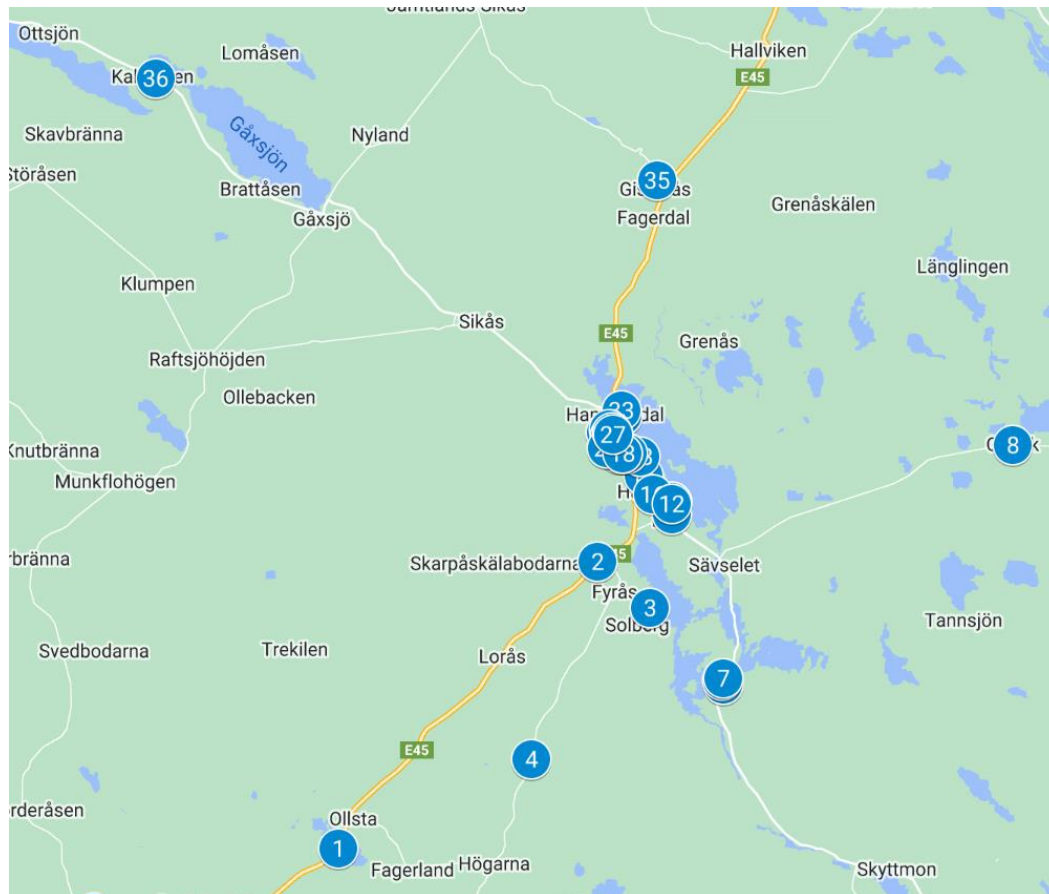 Ottsjön
Lomåsen
Hallviken
E45
36
Skavbränna
Nyland
Gåxsjön
Störåsen
35
Brattåsen
Grenåskälen
Gåxsjö
Fagerdal
Länglingen
Klumpen
Sikås
E45
Grenås
Raftsjöhöjden
Ollebacken
33
27
8
18
Munkflohögen
12
2
Skarpåskälabodarna
Sävselet
Fyrås
3
Solberg
Tannsjön
Trekilen
Svedbodarna
Lorås
7
E45
4
Ollsta
1
Fagerland
Högarna
Skyttmon